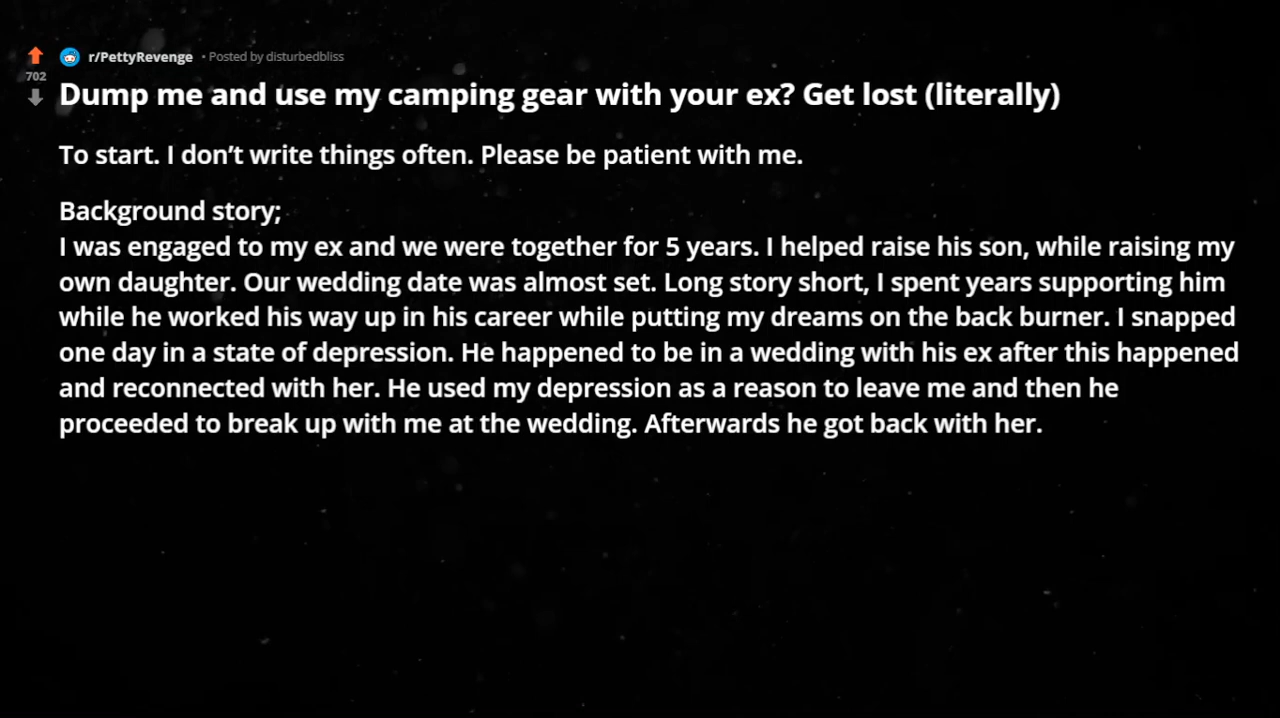 r/PettyRevenge • Posted by disturbedbliss
702
Dump me and use my camping gear with your ex? Get lost (literally)
To start. I don’t write things often. Please be patient with me.
Background story;
I was engaged to my ex and we were together for 5 years. I helped raise his son, while raising my
own daughter. Our wedding date was almost set. Long story short, I spent years supporting him
while he worked his way up in his career while putting my dreams on the back burner. I snapped
one day in a state of depression. He happened to be in a wedding with his ex after this happened
and reconnected with her. He used my depression as a reason to leave me and then he
proceeded to break up with me at the wedding. Afterwards he got back with her.